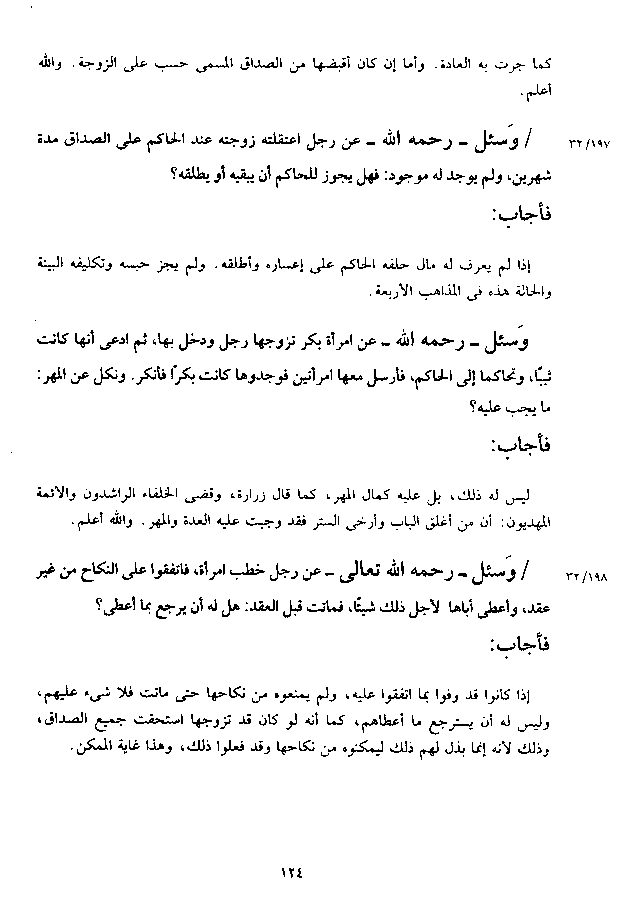 كما جرت به العادة. وأما إن كان أقبضها من الصداق المسمى حسب على الزوجة. والله
أعلم.
٣٢/١٩٧ / وَسئل ـ رحمه الله ـ عن رجل اعتقلته زوجته عند الحاكم على الصداق مدة
شهرين، ولم يوجد له موجود: فهل يجوز للحاكم أن يبقيه أو يطلقه؟
فأجاب:
إذا لم يعرف له مال حلفه الحاكم على إعساره وأطلقه. ولم يجز حبسه وتكليفه البينة
والحالة هذه فى المذاهب الأربعة.
وَسئل ـ رحمه الله ـ عن امرأة بكر تزوجها رجل ودخل بها، ثم ادعى أنها كانت
ثيبًا، وتحاكما إلى الحاكم، فأرسل معها امرأتين فوجدوها كانت بكرًا فأنكر. ونكل عن المهر:
ما يجب عليه؟
فأجاب:
ليس له ذلك، بل عليه كمال المهر، كما قال زرارة، وقضى الخلفاء الراشدون والأئمة
المهديون: أن من أغلق الباب وأرخى الستر فقد وجبت عليه العدة والمهر. والله أعلم.
٣٢/١٩٨ / وَسئل ـ رحمه الله تعالى ـ عن رجل خطب امرأة، فاتفقوا على النكاح من غير
عقد، وأعطى أباها لأجل ذلك شيئًا، فماتت قبل العقد: هل له أن يرجع بما أعطى؟
فأجاب:
إذا كانوا قد وفوا بما اتفقوا عليه، ولم يمنعوه من نكاحها حتى ماتت فلا شىء عليهم،
وليس له أن يسترجع ما أعطاهم، كما أنه لو كان قد تزوجها استحقت جميع الصداق،
وذلك لأنه إنما بذل لهم ذلك ليمكنوه من نكاحها وقد فعلوا ذلك، وهذا غاية الممكن.
١٢٤